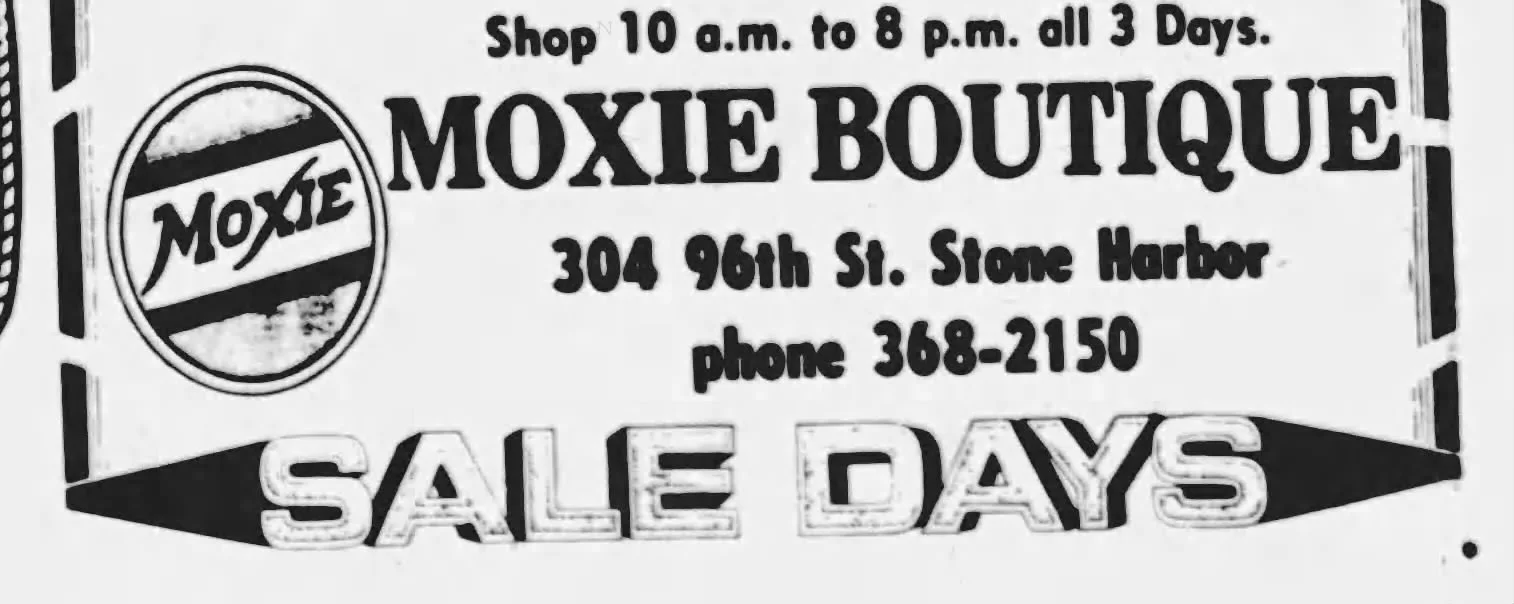 Shop 10 a.m. to 8 p.m. all 3 Days.
MOXIE BOUTIQUE
MOXIE
304 96th St. Stone Harbor
phone 368-2150
SALE DAYS